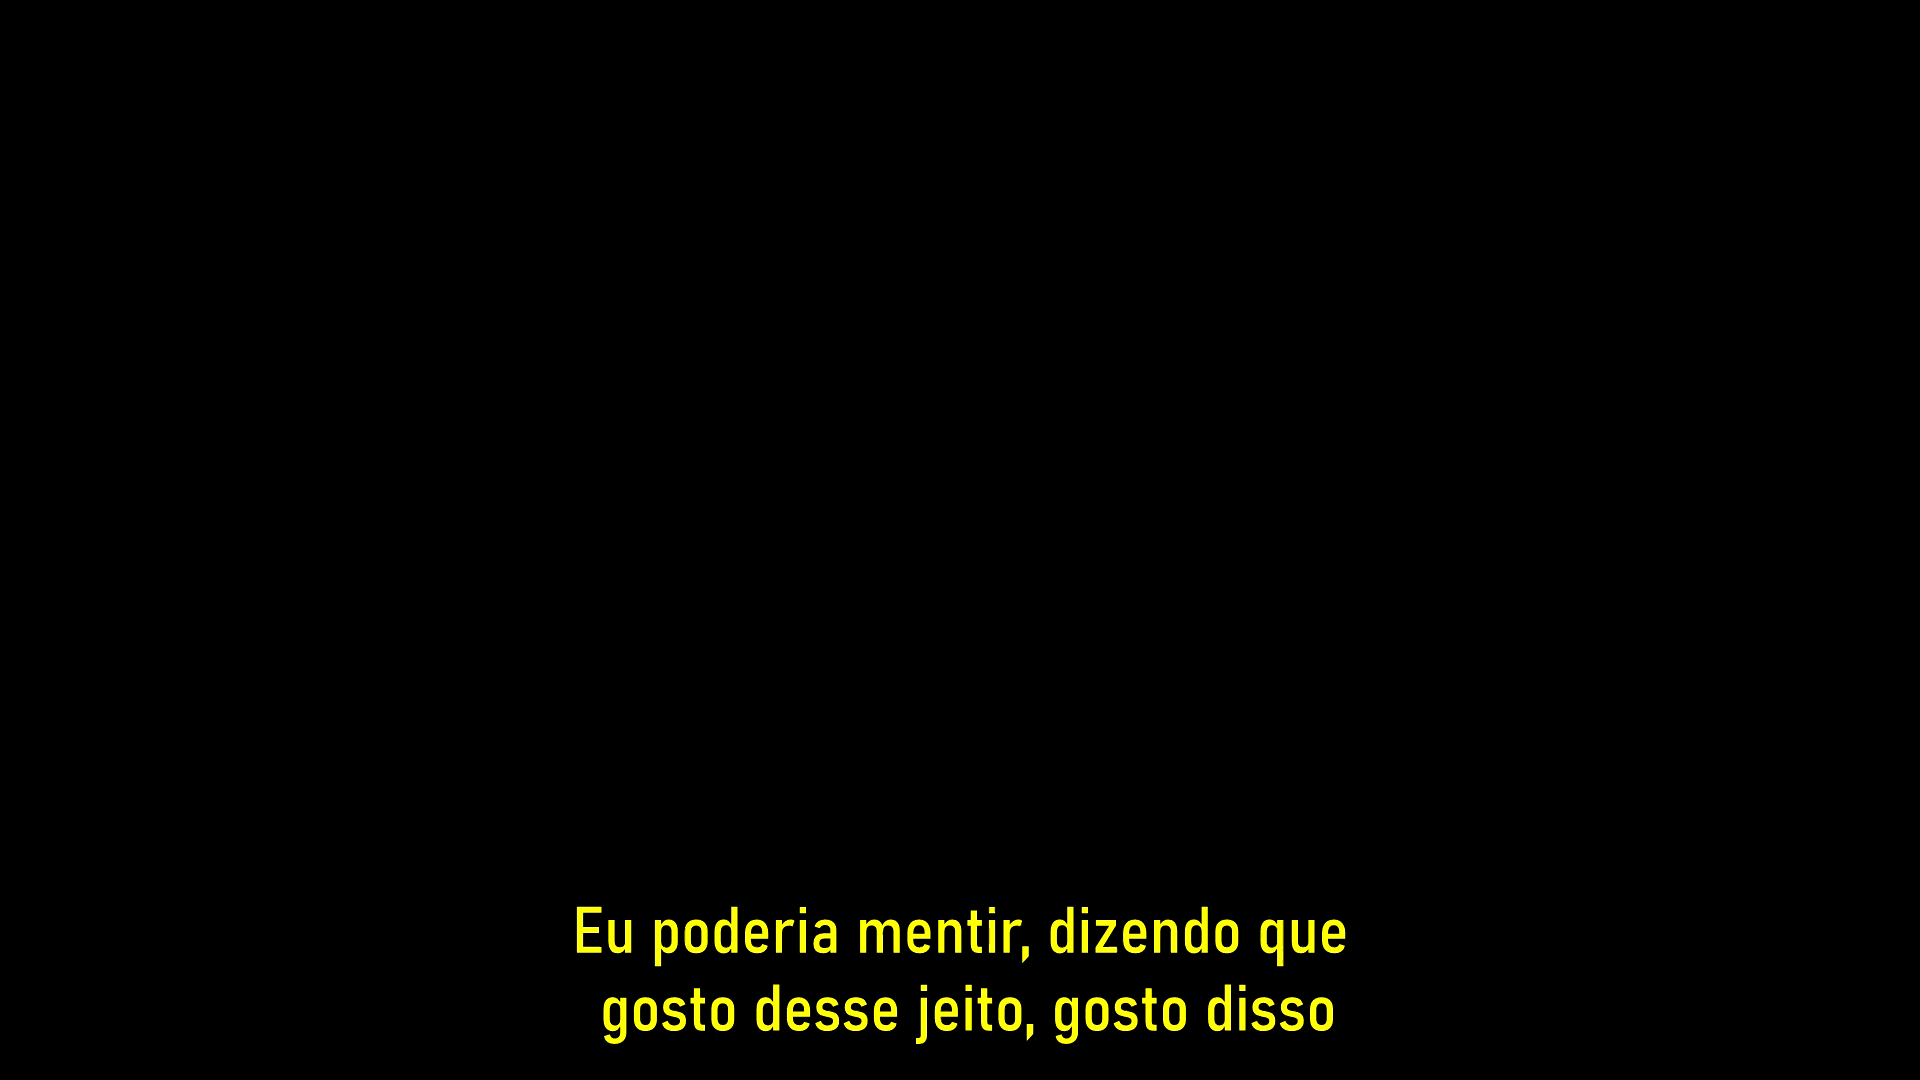 Eu poderia mentir, dizendo que
gosto desse jeito, gosto disso